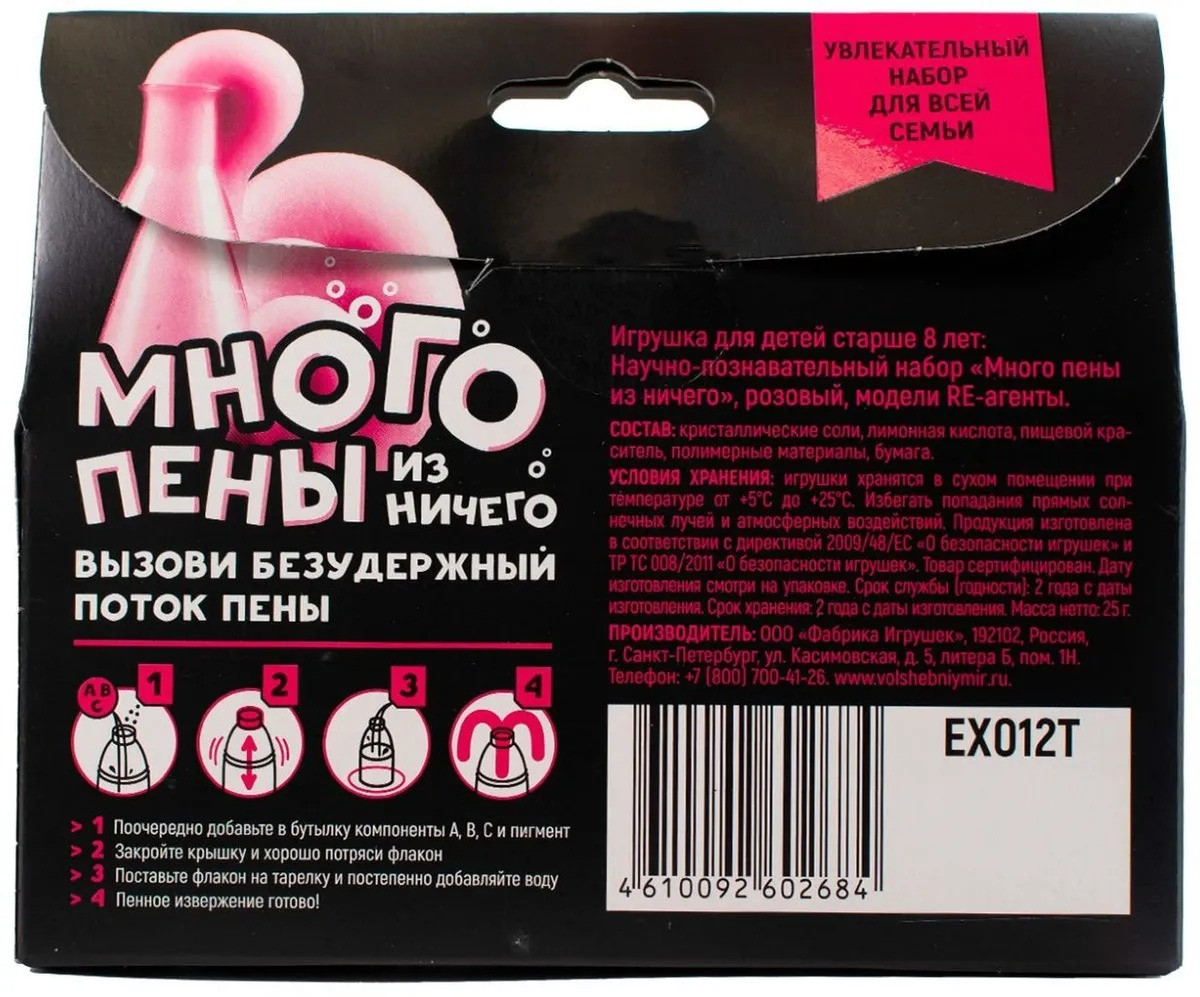 УВЛЕКАТЕЛЬНЫЙ
НАБОР
ДЛЯ ВСЕЙ
СЕМЬИ
МНОГО
ПЕНЫ ИЗ
НИЧЕГО
ВЫЗОВИ БЕЗУДЕРЖНЫЙ
ПОТОК ПЕНЫ
A B
C
1
2
3
4
> 1 Поочередно добавьте в бутылку компоненты А, В, С и пигмент
> 2 Закройте крышку и хорошо потряси флакон
> 3 Поставьте флакон на тарелку и постепенно добавляйте воду
> 4 Пенное извержение готово!
Игрушка для детей старше 8 лет:
Научно-познавательный набор «Много пены
из ничего», розовый, модели RE-агенты.
СОСТАВ: кристаллические соли, лимонная кислота, пищевой кра-
ситель, полимерные материалы, бумага.
УСЛОВИЯ ХРАНЕНИЯ: игрушки хранятся в сухом помещении при
температуре от +5°С до +25°С. Избегать попадания прямых сол-
нечных лучей и атмосферных воздействий. Продукция изготовлена
в соответствии с директивой 2009/48/ЕС «О безопасности игрушек» и
ТР ТС 008/2011 «О безопасности игрушек». Товар сертифицирован. Дату
изготовления смотри на упаковке. Срок службы (годности): 2 года с даты
изготовления. Срок хранения: 2 года с даты изготовления. Масса нетто: 25 г.
ПРОИЗВОДИТЕЛЬ: ООО «Фабрика Игрушек», 192102, Россия,
г. Санкт-Петербург, ул. Касимовская, д. 5, литера Б, пом. 1Н.
Телефон: +7 (800) 700-41-26. www.volshebniymir.ru.
EX012T
4 610092 602684